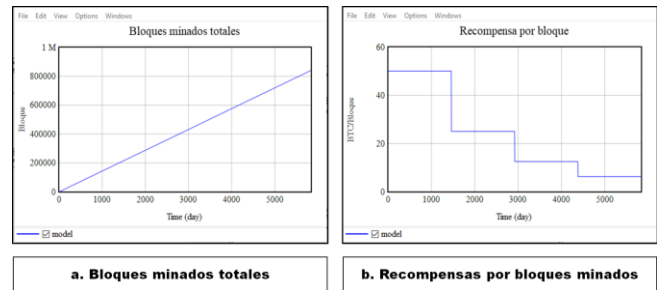 File Edit View Options Windows
Bloques minados totales
1 M
800000
600000
400000
200000
0
Bloque
0 1000 2000 3000 4000 5000
Time (day)
model
a. Bloques minados totales
File Edit View Options Windows
Recompensa por bloque
60
40
20
0
BTC/Bloque
0 1000 2000 3000 4000 5000
Time (day)
model
b. Recompensas por bloques minados